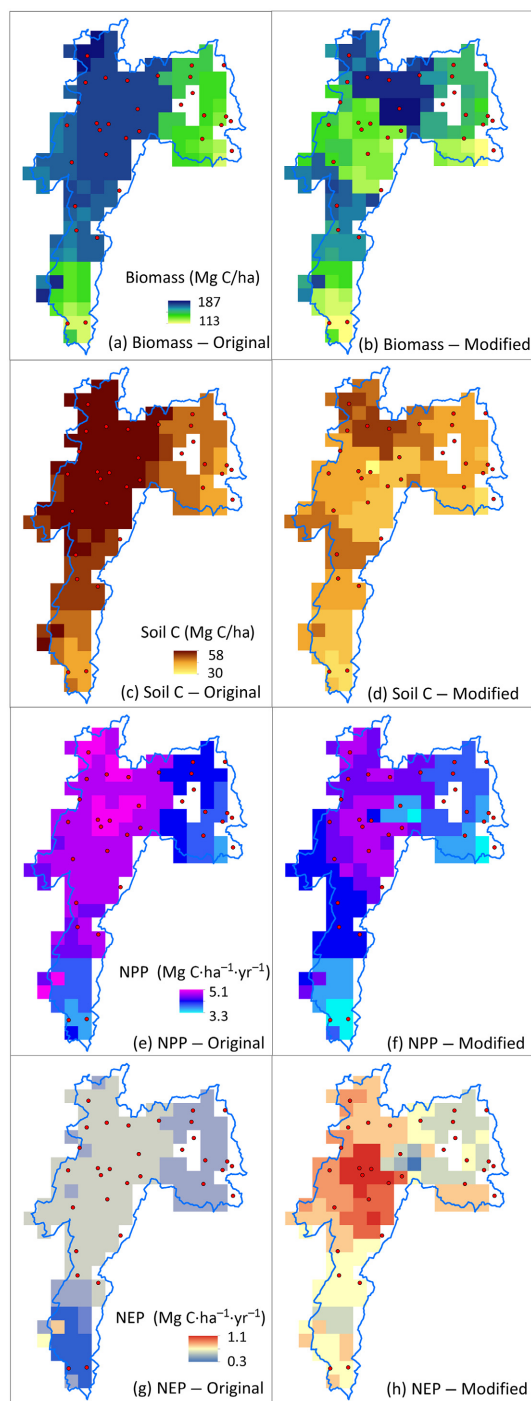 Biomass (Mg C/ha)
187
113
(a) Biomass – Original
(b) Biomass – Modified
Soil C (Mg C/ha)
58
30
(c) Soil C – Original
(d) Soil C – Modified
NPP (Mg C·ha⁻¹·yr⁻¹)
5.1
3.3
(e) NPP – Original
(f) NPP – Modified
NEP (Mg C·ha⁻¹·yr⁻¹)
1.1
0.3
(g) NEP – Original
(h) NEP – Modified